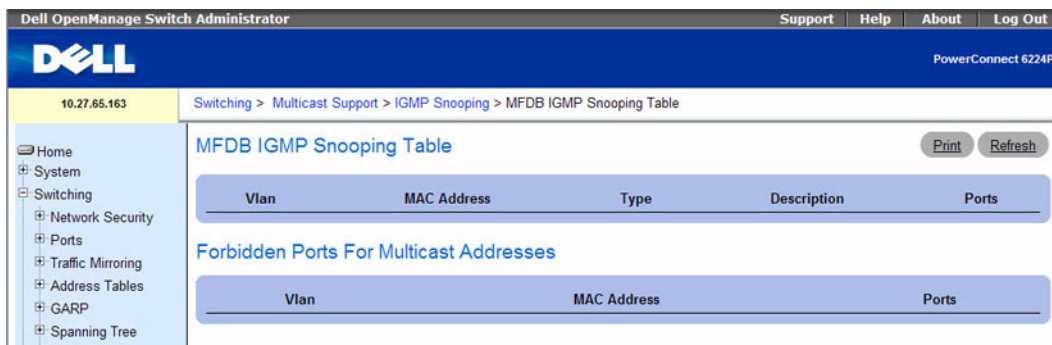 Dell OpenManage Switch Administrator Support Help About Log Out
DELL
PowerConnect 6224P
10.27.65.163
Switching > Multicast Support > IGMP Snooping > MFDB IGMP Snooping Table
MFDB IGMP Snooping Table
Print Refresh
Home
System
Switching
Network Security
Ports
Traffic Mirroring
Address Tables
GARP
Spanning Tree
Vlan MAC Address Type Description Ports
Forbidden Ports For Multicast Addresses
Vlan MAC Address Ports